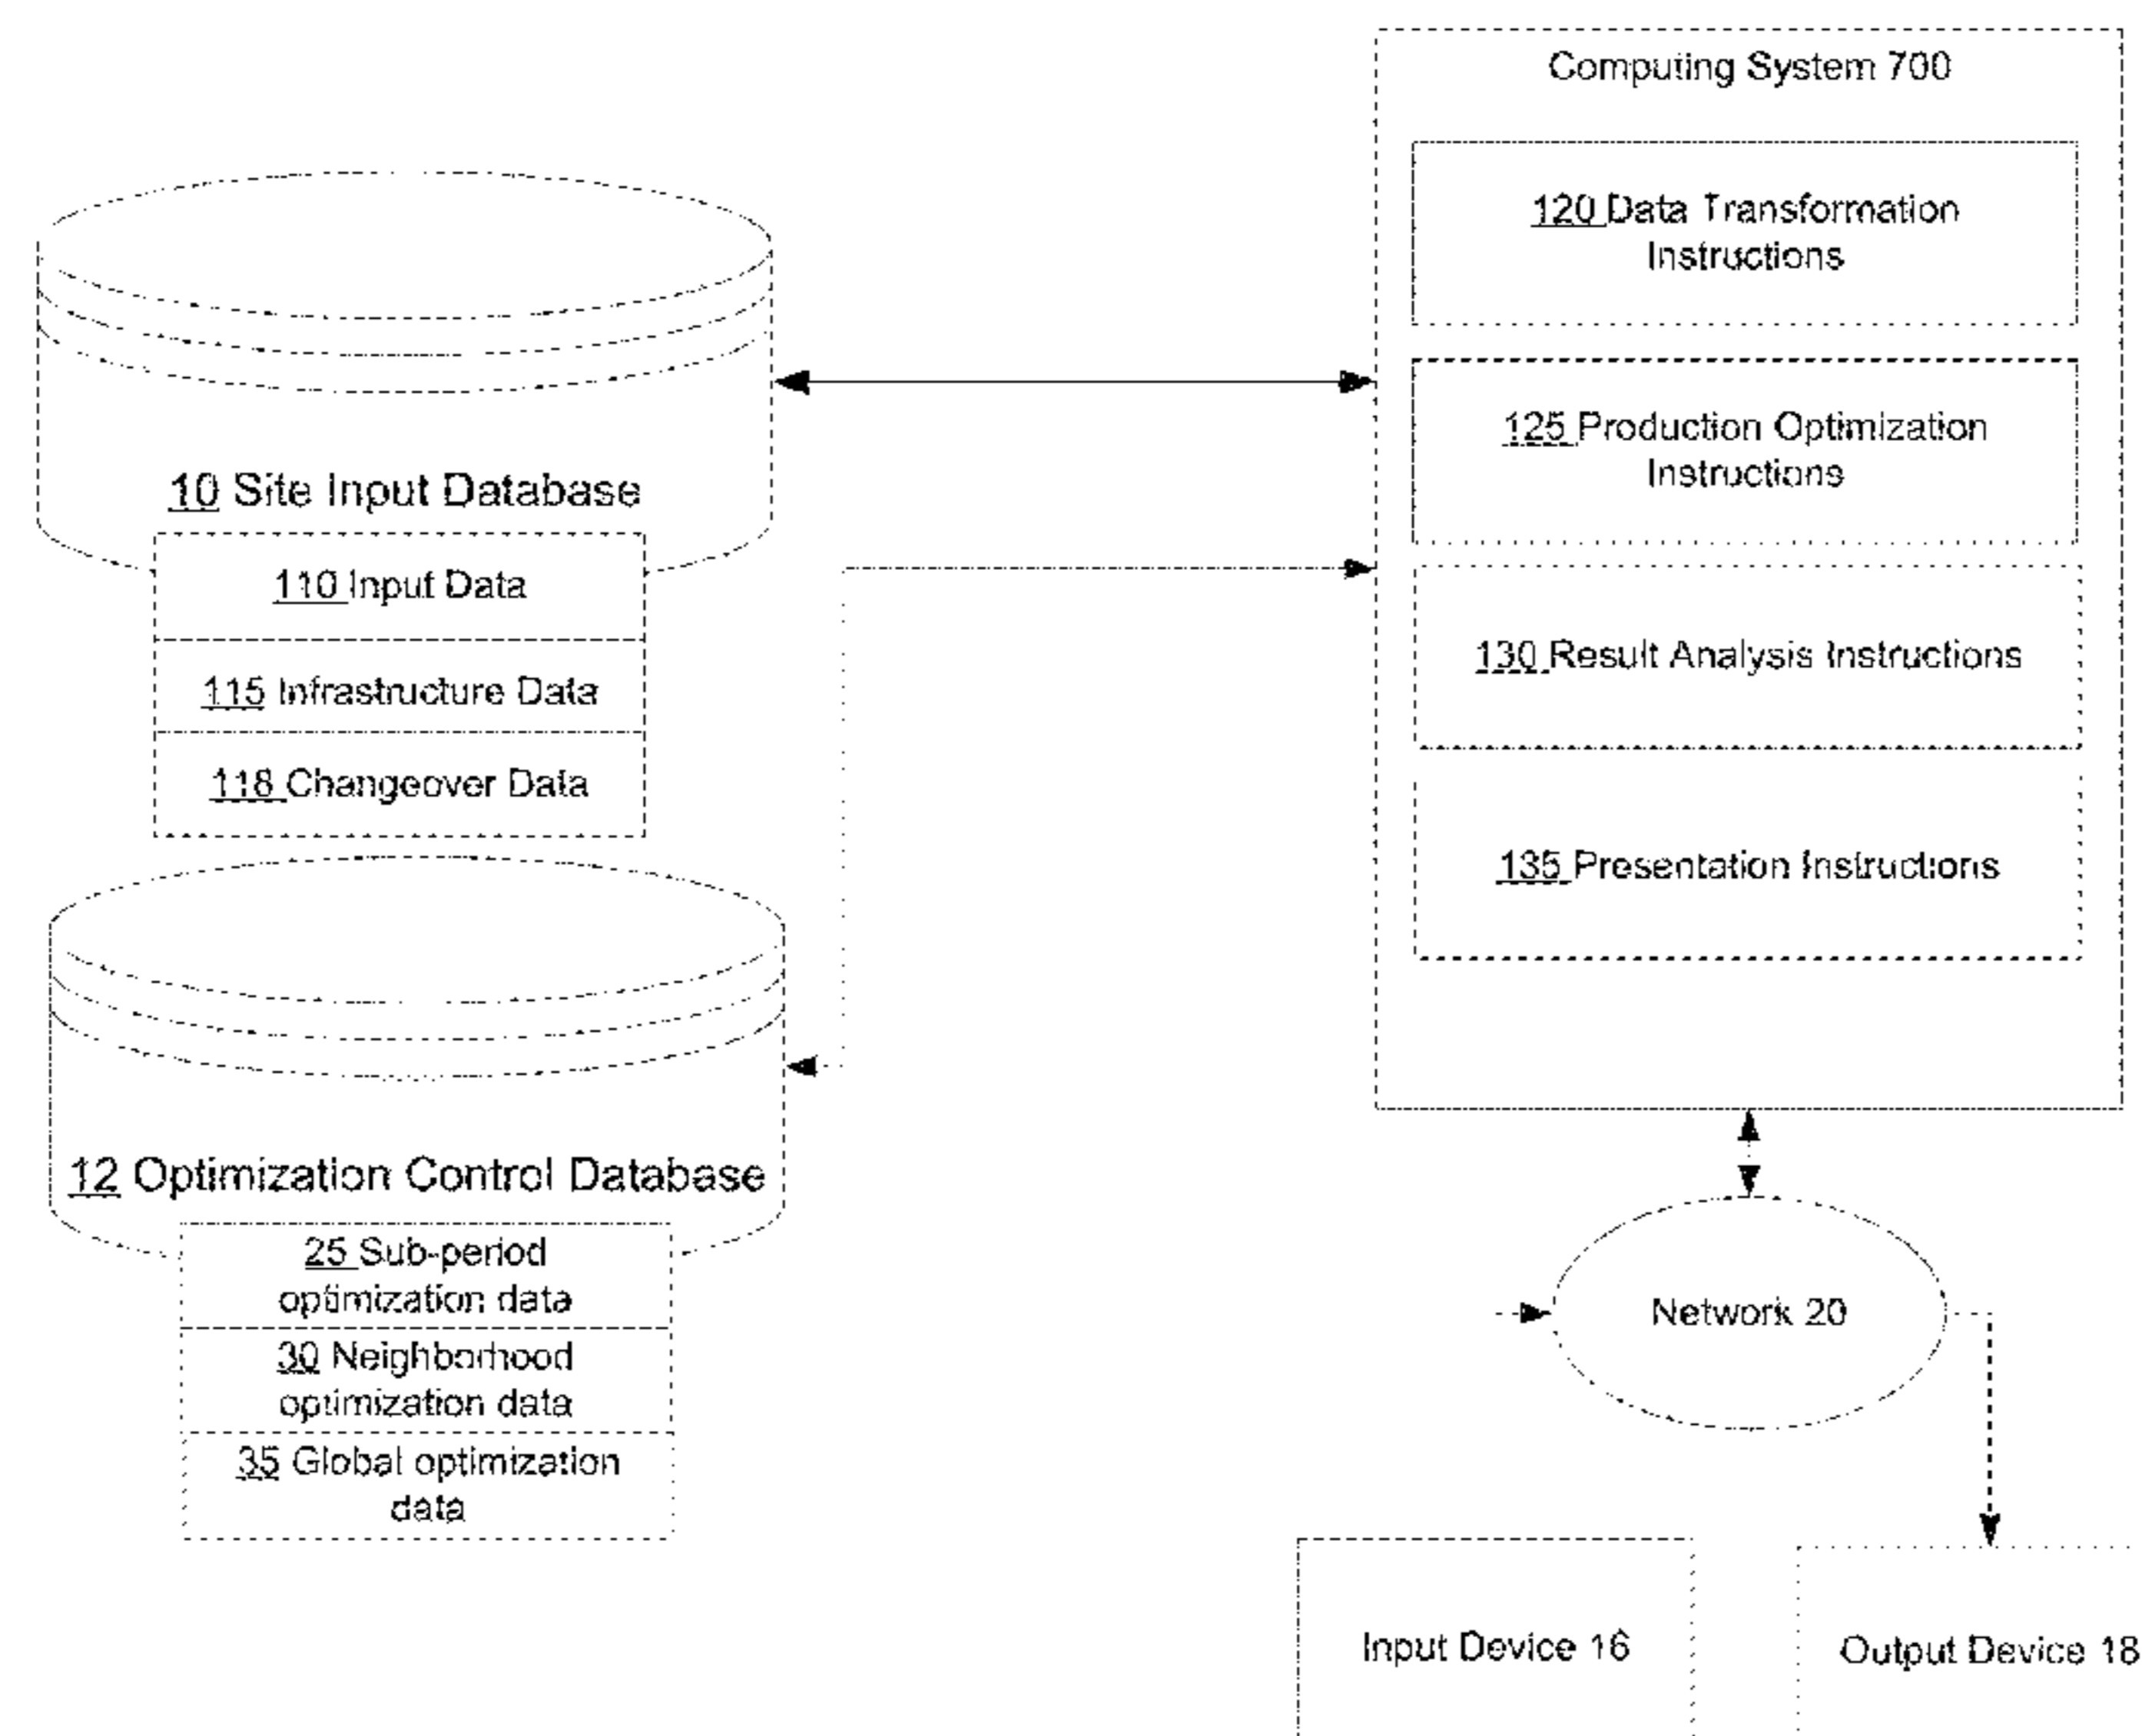 Computing System 700
120 Data Transformation
Instructions
125 Production Optimization
Instructions
130 Result Analysis Instructions
135 Presentation Instructions
10 Site Input Database
110 Input Data
115 Infrastructure Data
118 Changeover Data
12 Optimization Control Database
25 Sub-period
optimization data
30 Neighborhood
optimization data
35 Global optimization
data
Network 20
Input Device 16
Output Device 18